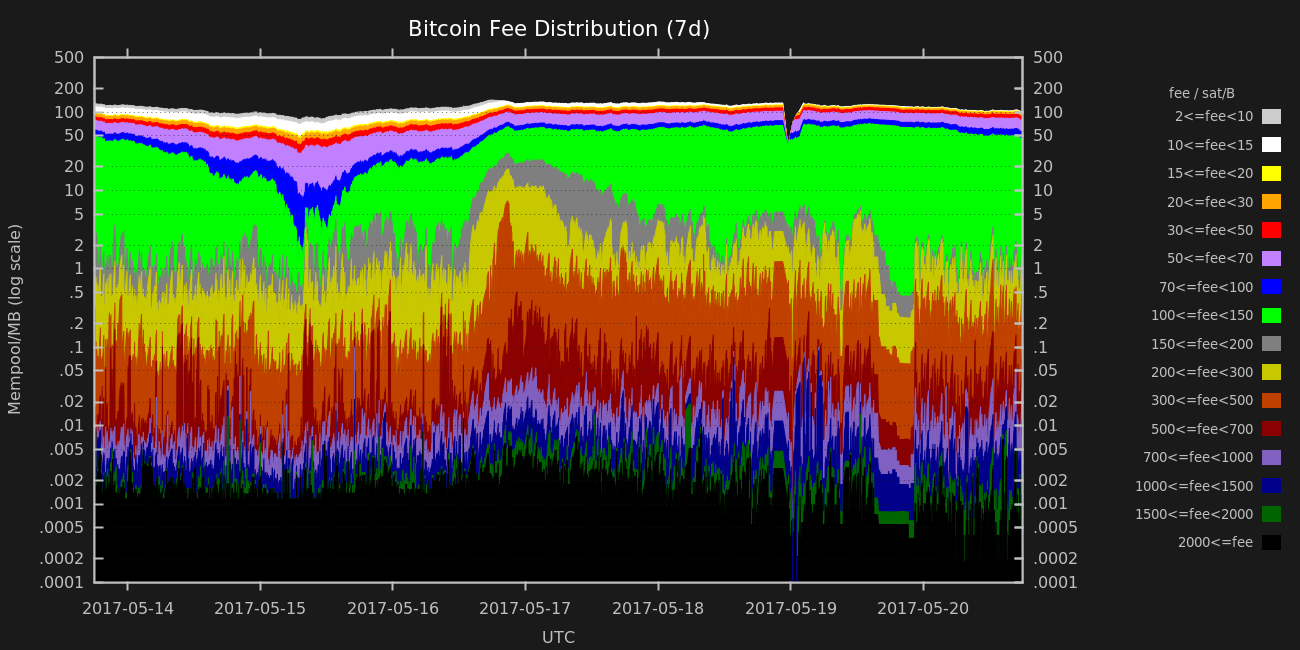 Bitcoin Fee Distribution (7d)
500
200
100
50
20
10
5
2
1
.5
.2
.1
.05
.02
.01
.005
.002
.001
.0005
.0002
.0001
Mempool/MB (log scale)
500
200
100
50
20
10
5
2
1
.5
.2
.1
.05
.02
.01
.005
.002
.001
.0005
.0002
.0001
2017-05-14 2017-05-15 2017-05-16 2017-05-17 2017-05-18 2017-05-19 2017-05-20
UTC
fee / sat/B
2<=fee<10
10<=fee<15
15<=fee<20
20<=fee<30
30<=fee<50
50<=fee<70
70<=fee<100
100<=fee<150
150<=fee<200
200<=fee<300
300<=fee<500
500<=fee<700
700<=fee<1000
1000<=fee<1500
1500<=fee<2000
2000<=fee